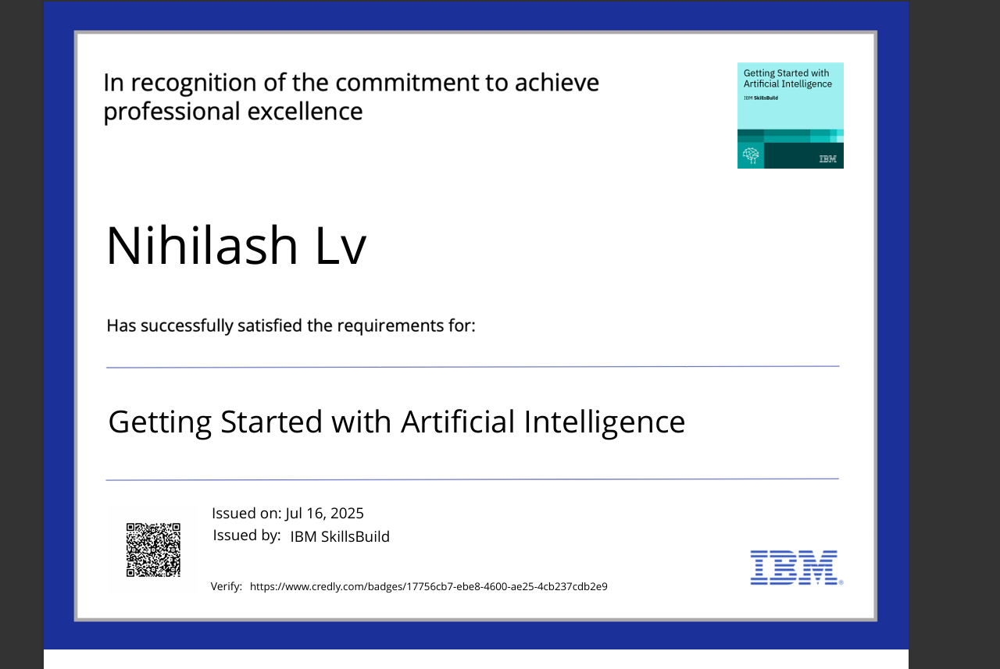 In recognition of the commitment to achieve
professional excellence
Getting Started with
Artificial Intelligence
IBM SkillsBuild
IBM
Nihilash Lv
Has successfully satisfied the requirements for:
Getting Started with Artificial Intelligence
Issued on: Jul 16, 2025
Issued by: IBM SkillsBuild
Verify: https://www.credly.com/badges/17756cb7-ebe8-4600-ae25-4cb237cdb2e9
IBM®